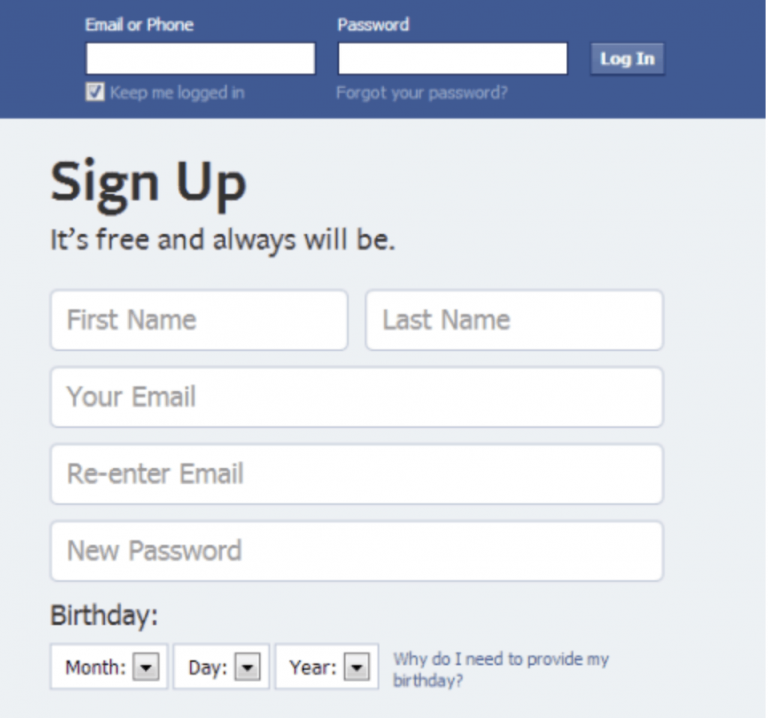 Email or Phone Password
Log In
Keep me logged in Forgot your password?
Sign Up
It's free and always will be.
First Name Last Name
Your Email
Re-enter Email
New Password
Birthday:
Month: Day: Year: Why do I need to provide my
birthday?